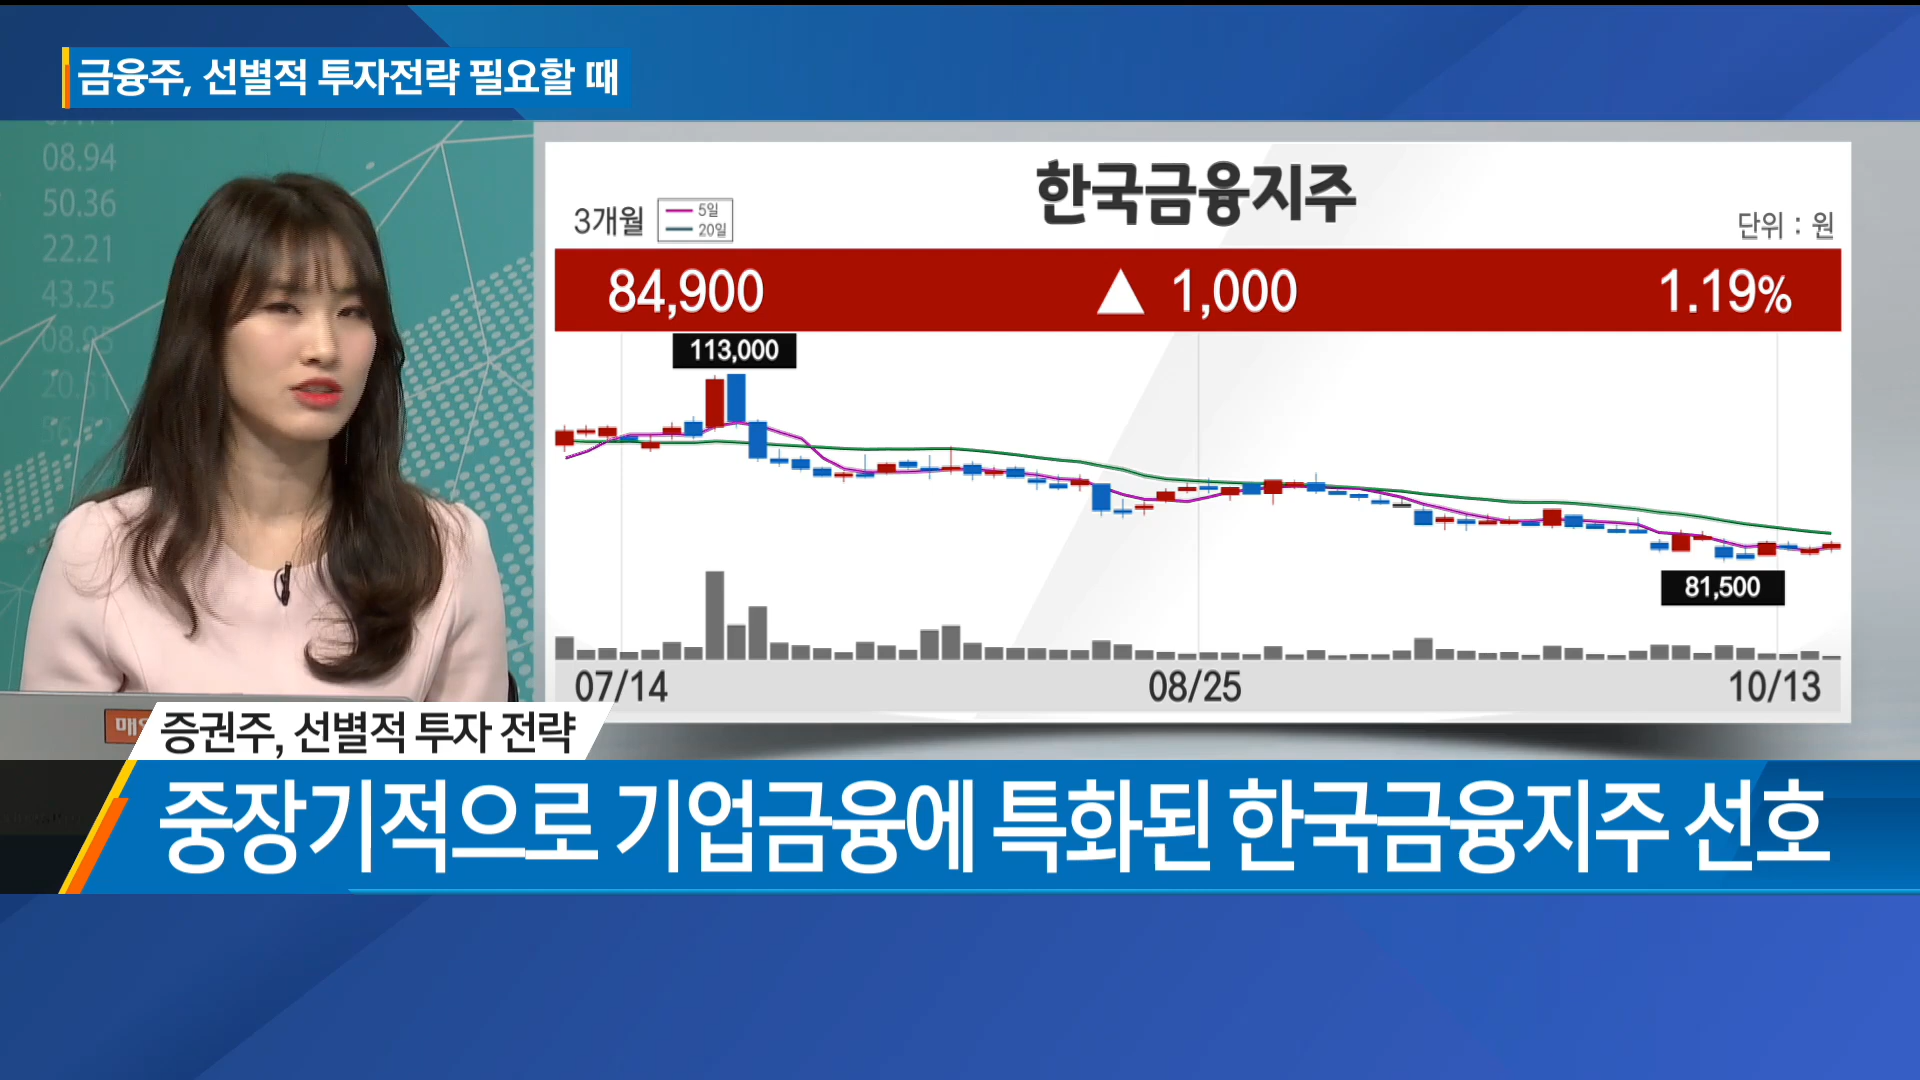 금융주, 선별적 투자전략 필요할 때
08.94
50.36
22.21
43.25
한국금융지주
3개월
5일
20일
단위 : 원
84,900 ▲ 1,000 1.19%
113,000
81,500
07/14 08/25 10/13
증권주, 선별적 투자 전략
중장기적으로 기업금융에 특화된 한국금융지주 선호